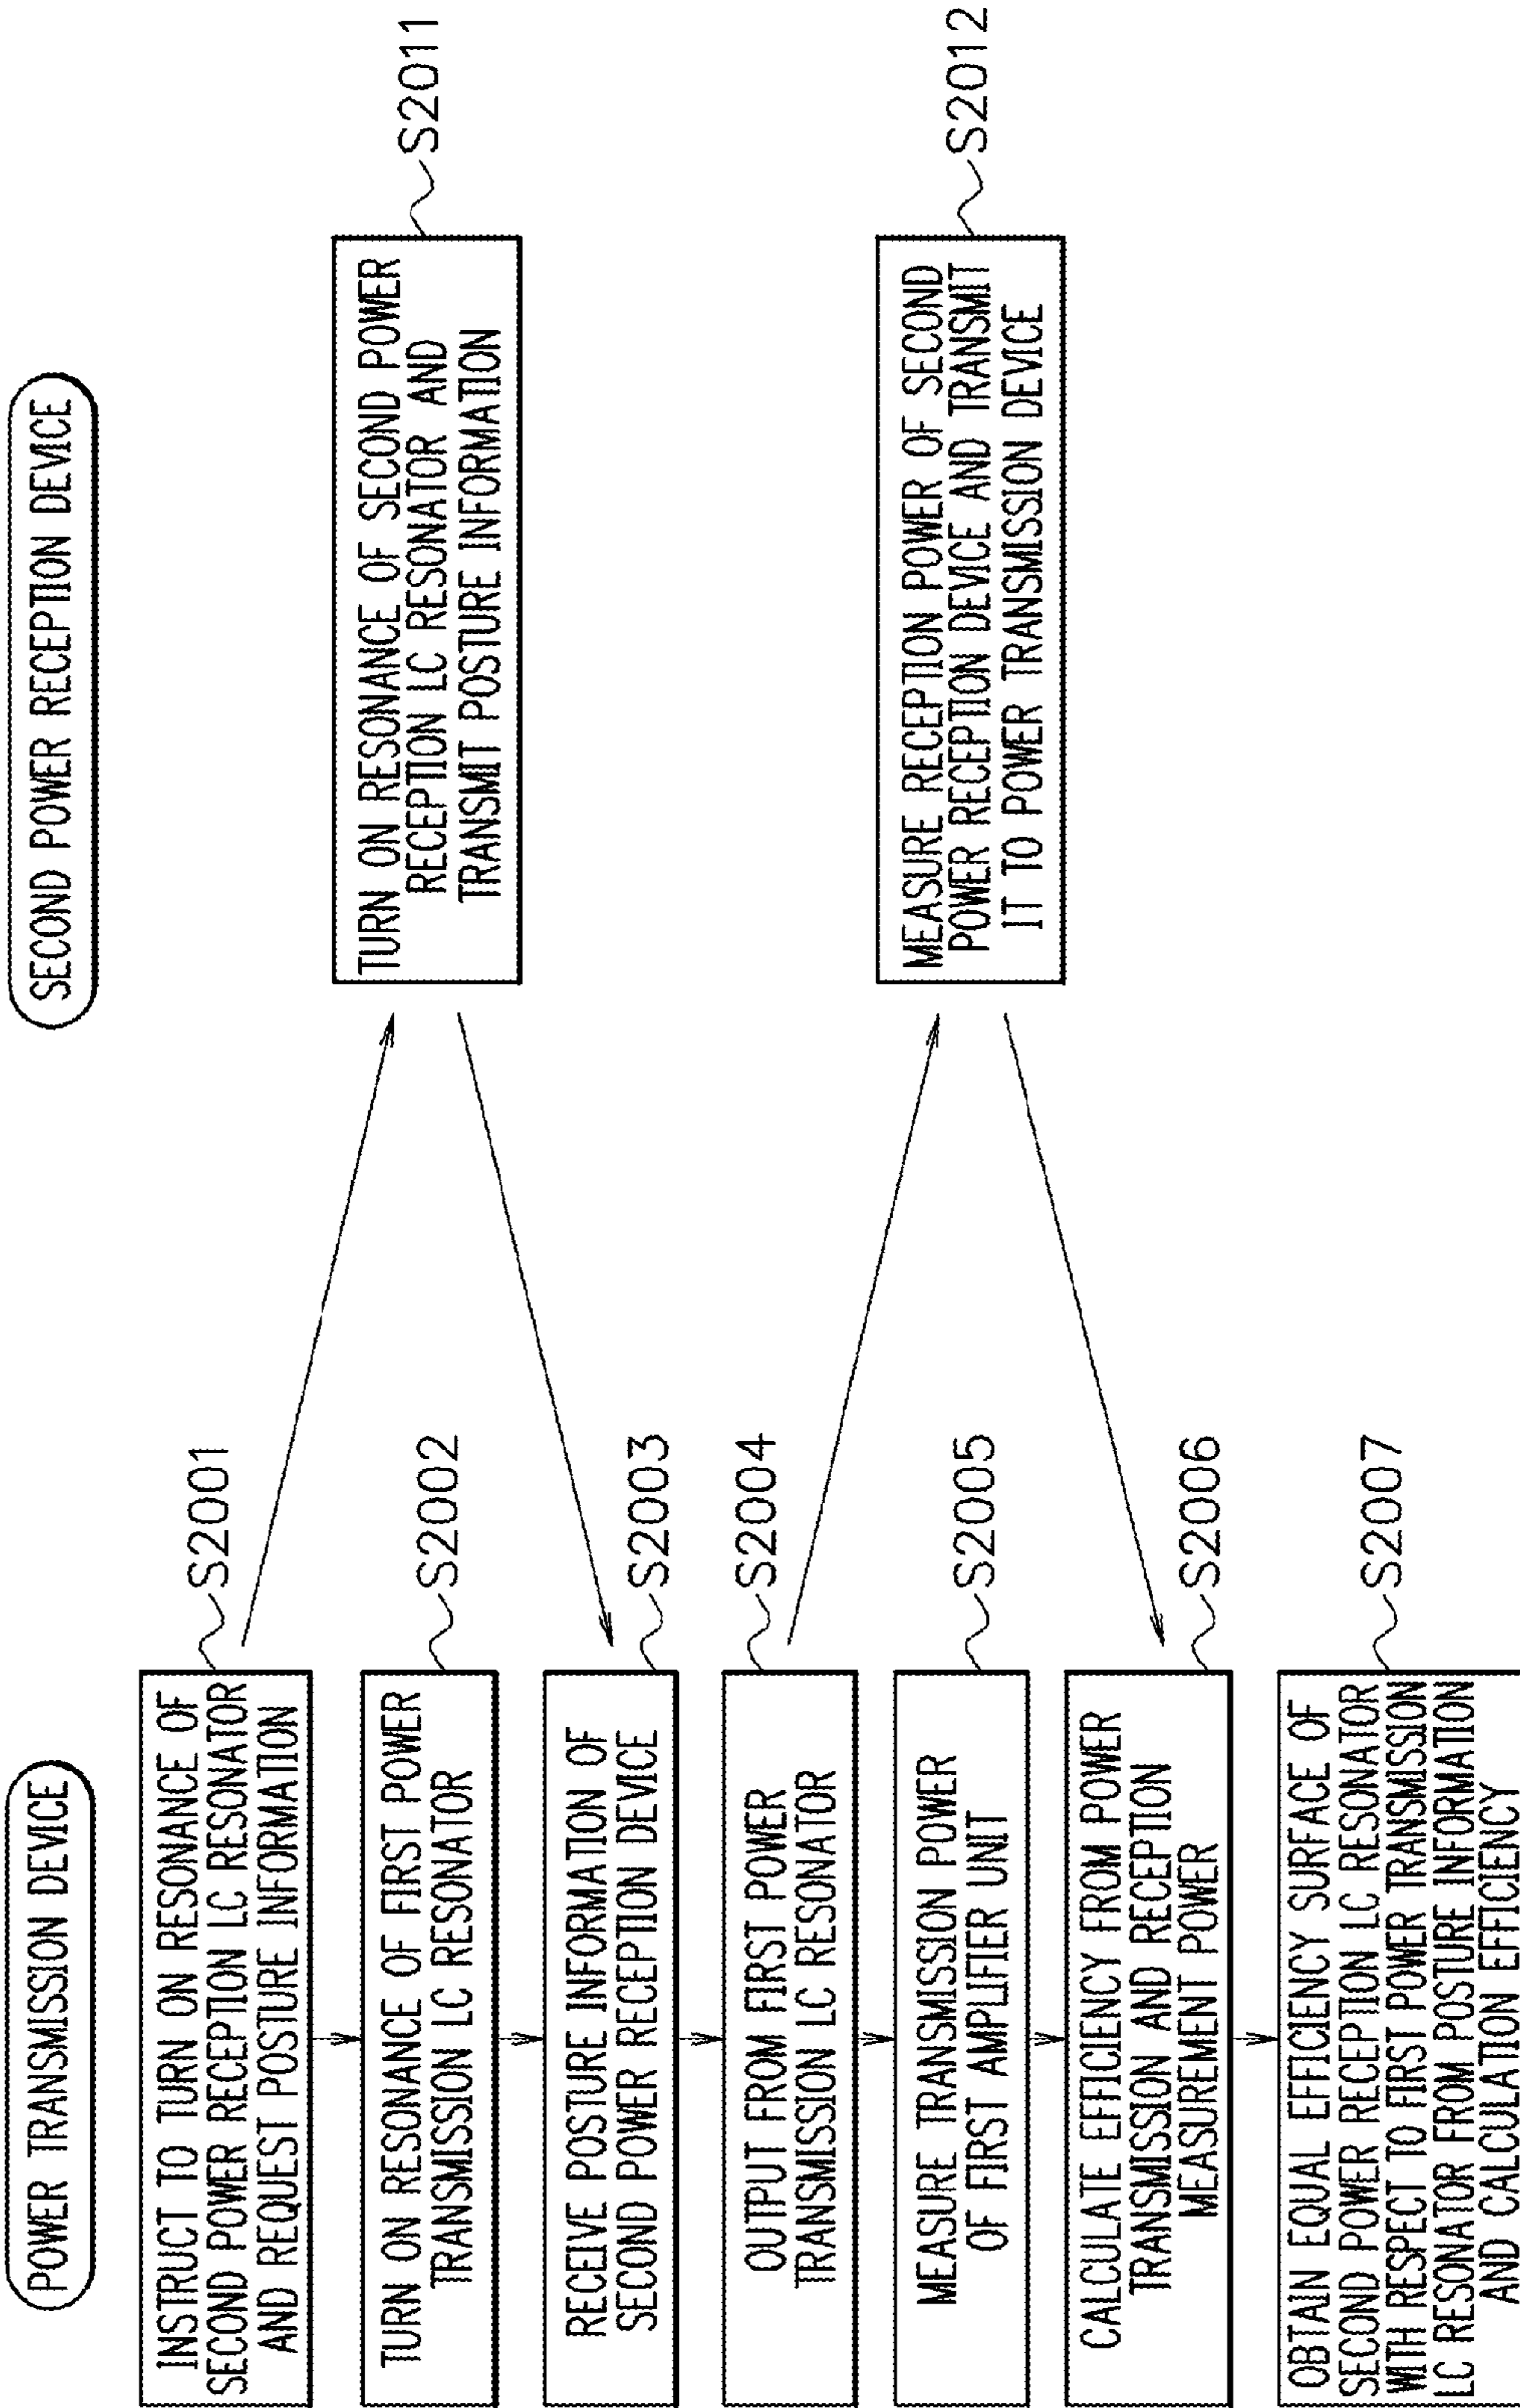 POWER TRANSMISSION DEVICE
INSTRUCT TO TURN ON RESONANCE OF
SECOND POWER RECEPTION LC RESONATOR
AND REQUEST POSTURE INFORMATION
S2001
TURN ON RESONANCE OF FIRST POWER
TRANSMISSION LC RESONATOR
S2002
RECEIVE POSTURE INFORMATION OF
SECOND POWER RECEPTION DEVICE
S2003
OUTPUT FROM FIRST POWER
TRANSMISSION LC RESONATOR
S2004
MEASURE TRANSMISSION POWER
OF FIRST AMPLIFIER UNIT
S2005
CALCULATE EFFICIENCY FROM POWER
TRANSMISSION AND RECEPTION
MEASUREMENT POWER
S2006
OBTAIN EQUAL EFFICIENCY SURFACE OF
SECOND POWER RECEPTION LC RESONATOR
WITH RESPECT TO FIRST POWER TRANSMISSION
LC RESONATOR FROM POSTURE INFORMATION
AND CALCULATION EFFICIENCY
S2007
SECOND POWER RECEPTION DEVICE
TURN ON RESONANCE OF SECOND POWER
RECEPTION LC RESONATOR AND
TRANSMIT POSTURE INFORMATION
S2011
MEASURE RECEPTION POWER OF SECOND
POWER RECEPTION DEVICE AND TRANSMIT
IT TO POWER TRANSMISSION DEVICE
S2012